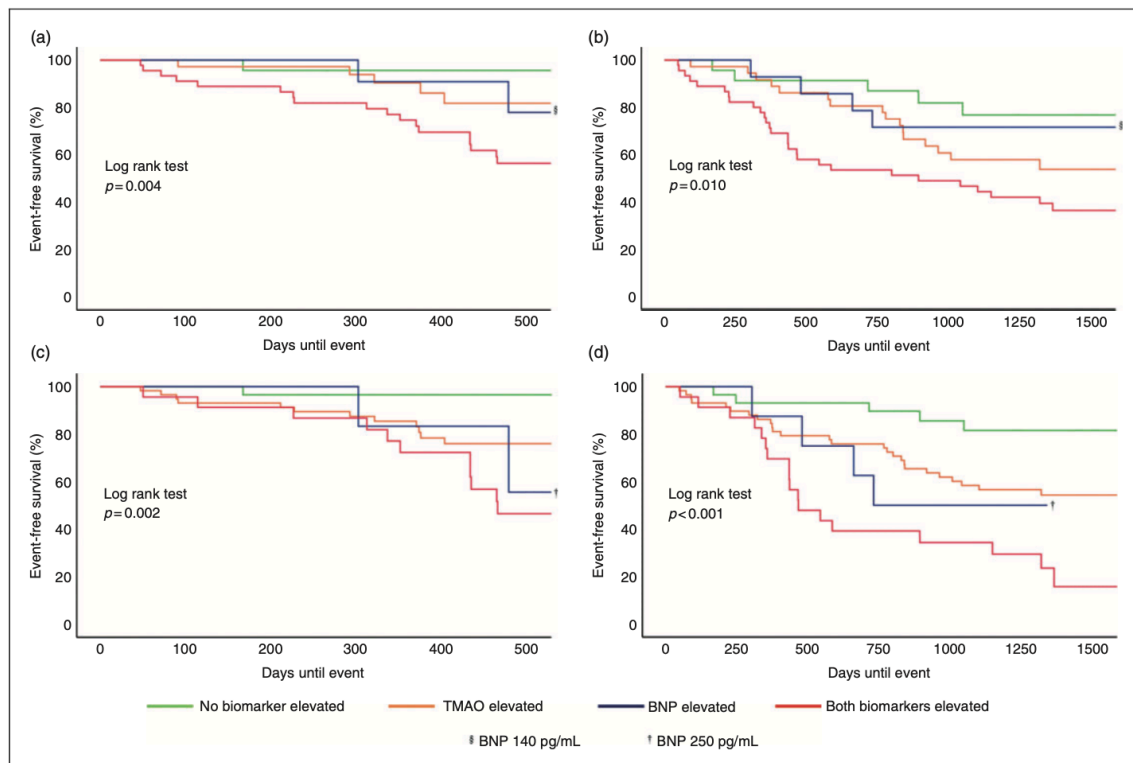 (a)
100
80
60
40
20
0
Event-free survival (%)
Log rank test
p=0.004
§
0 100 200 300 400 500
Days until event
(b)
100
80
60
40
20
0
Event-free survival (%)
Log rank test
p=0.010
§
0 250 500 750 1000 1250 1500
Days until event
(c)
100
80
60
40
20
0
Event-free survival (%)
Log rank test
p=0.002
†
0 100 200 300 400 500
Days until event
(d)
100
80
60
40
20
0
Event-free survival (%)
Log rank test
p<0.001
†
0 250 500 750 1000 1250 1500
Days until event
No biomarker elevated TMAO elevated BNP elevated Both biomarkers elevated
§ BNP 140 pg/mL † BNP 250 pg/mL